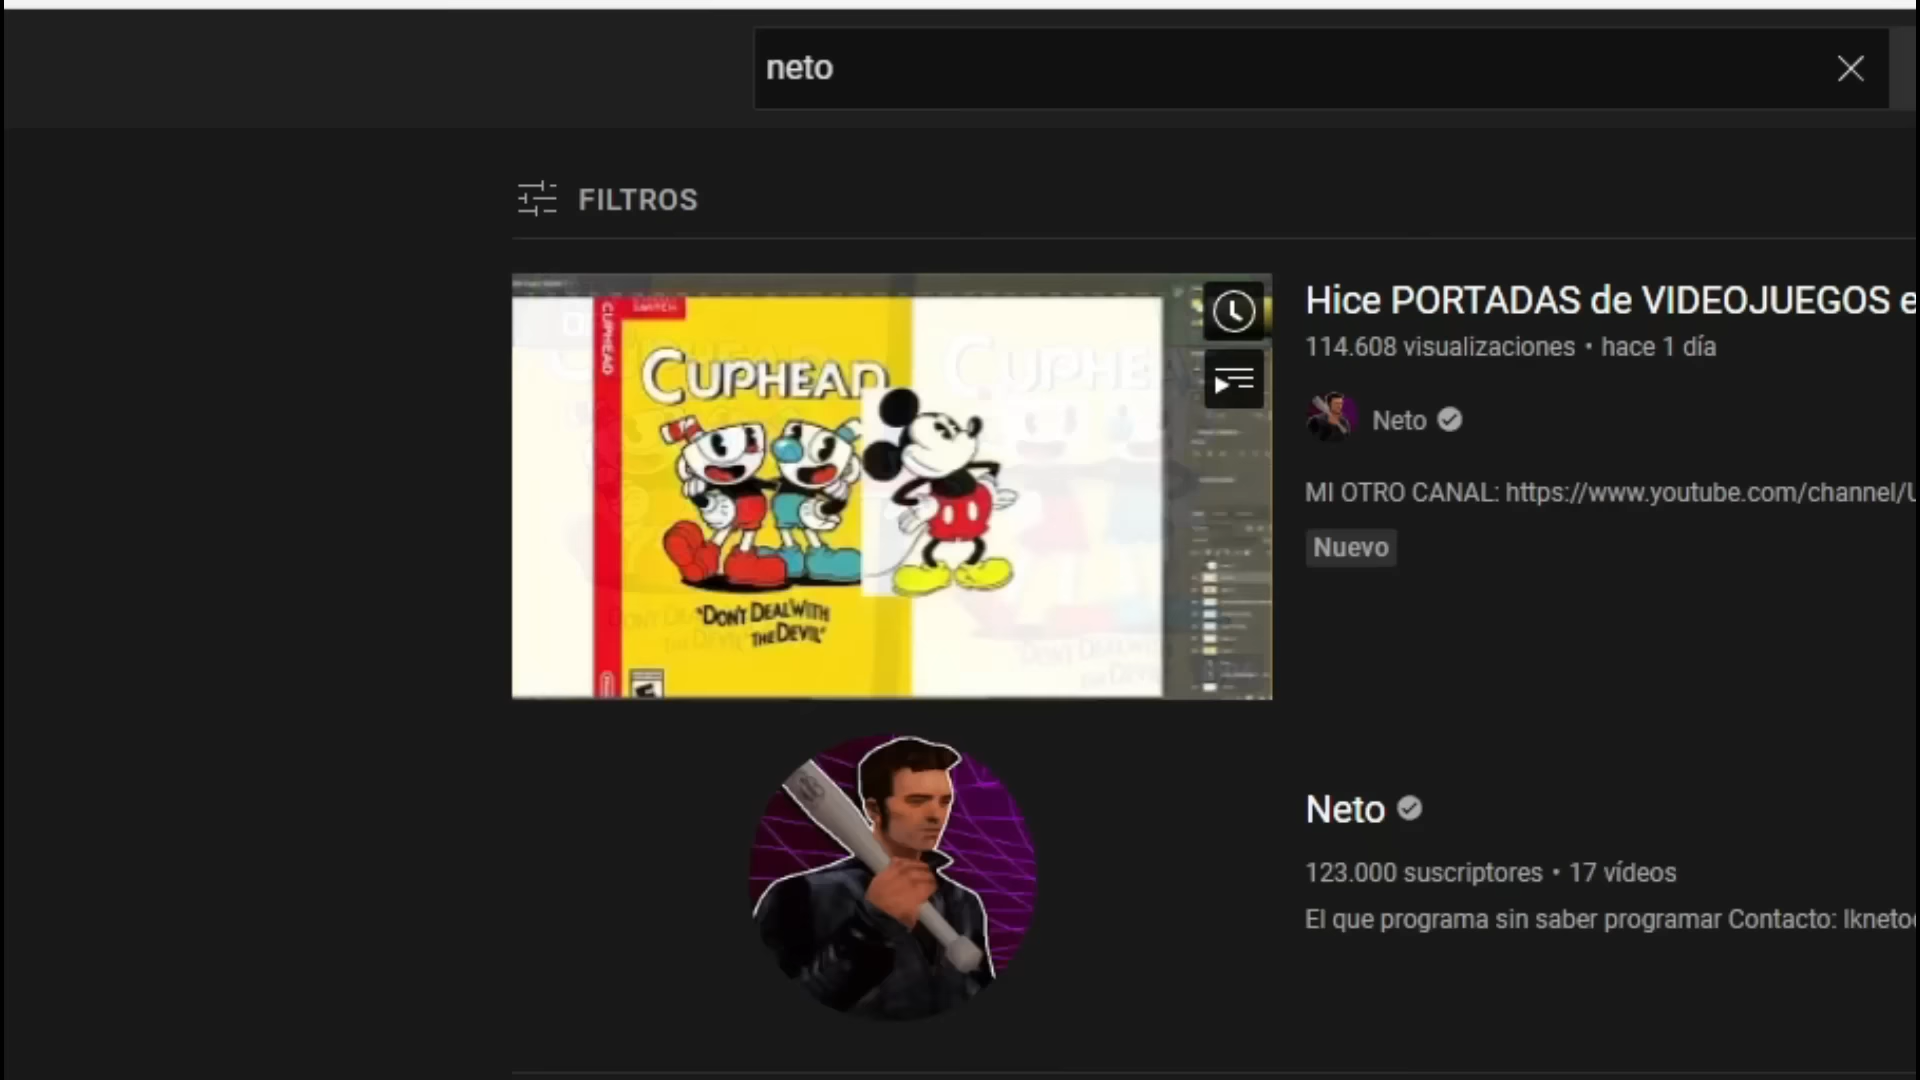 neto
FILTROS
SWITCH
CUPHEAD
CUPHEAD
"DON'T DEAL WITH
THE DEVIL"
Hice PORTADAS de VIDEOJUEGOS e
114.608 visualizaciones • hace 1 día
Neto
MI OTRO CANAL: https://www.youtube.com/channel/U
Nuevo
Neto
123.000 suscriptores • 17 vídeos
El que programa sin saber programar Contacto: lkneto